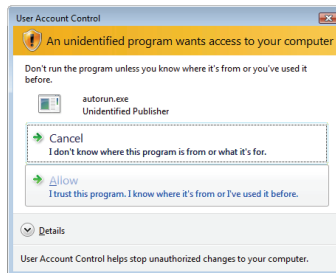 User Account Control
An unidentified program wants access to your computer
Don't run the program unless you know where it's from or you've used it
before.
autorun.exe
Unidentified Publisher
Cancel
I don't know where this program is from or what it's for.
Allow
I trust this program. I know where it's from or I've used it before.
Details
User Account Control helps stop unauthorized changes to your computer.